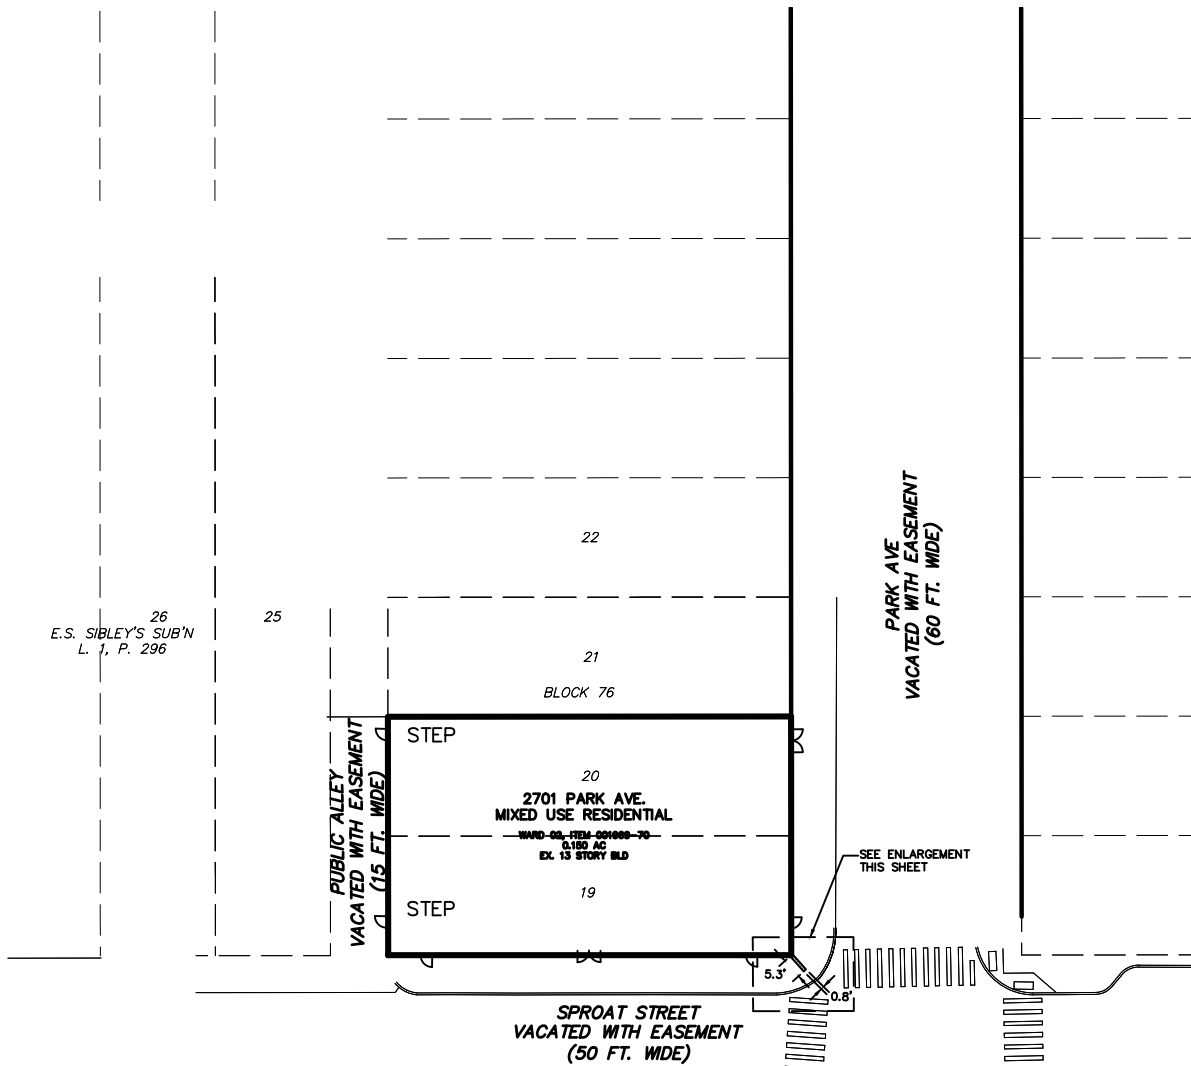 22
PARK AVE
VACATED WITH EASEMENT
(60 FT. WIDE)
26
25
E.S. SIBLEY'S SUB'N
L. 1, P. 296
21
BLOCK 76
STEP
PUBLIC ALLEY
VACATED WITH EASEMENT
(15 FT. WIDE)
20
2701 PARK AVE.
MIXED USE RESIDENTIAL
WARD 02, ITEM
0.150 AC
EX. 13 STORY BLD
SEE ENLARGEMENT
THIS SHEET
19
STEP
5.3'
0.8'
SPROAT STREET
VACATED WITH EASEMENT
(50 FT. WIDE)